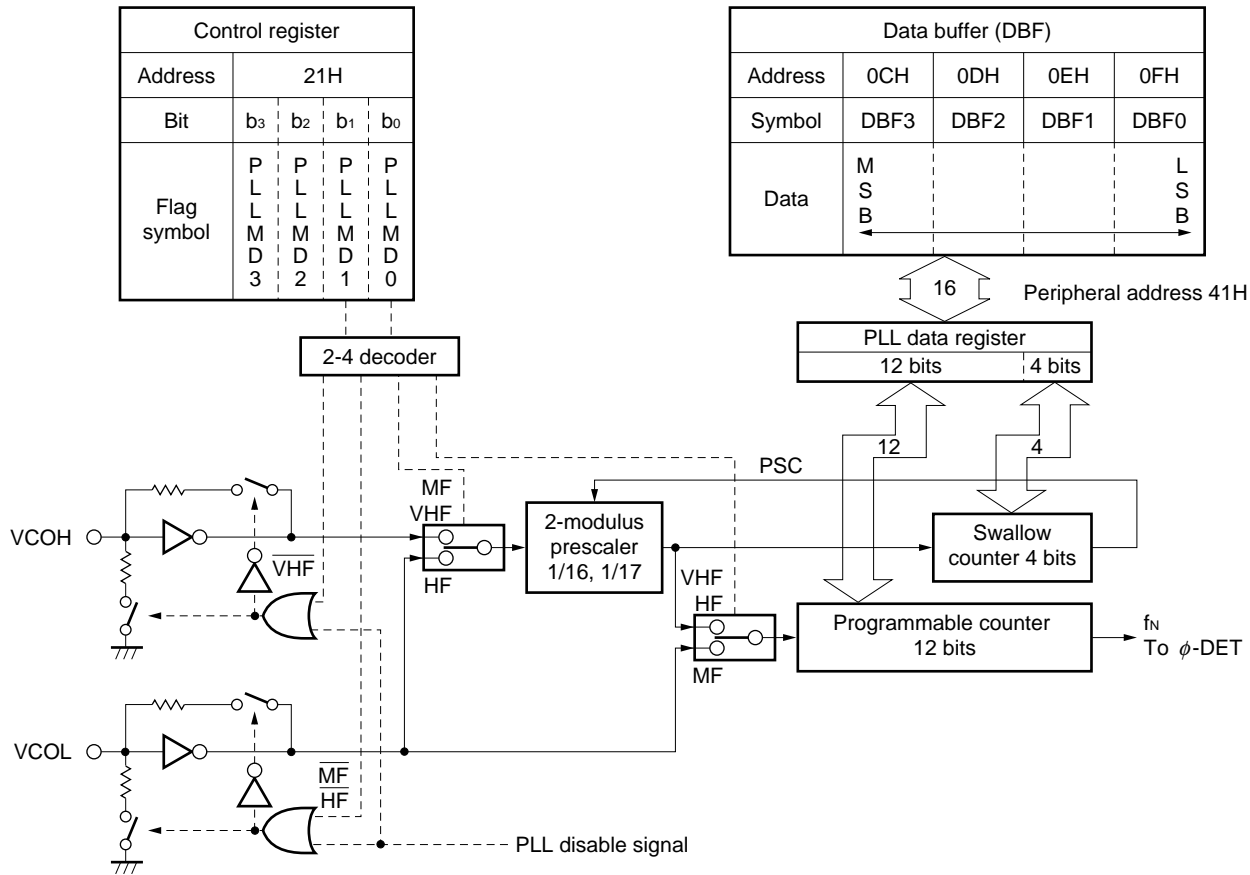 Control register
Address 21H
Bit b3 b2 b1 b0
Flag symbol PLLMD3 PLLMD2 PLLMD1 PLLMD0
Data buffer (DBF)
Address 0CH 0DH 0EH 0FH
Symbol DBF3 DBF2 DBF1 DBF0
Data MSB LSB
16
Peripheral address 41H
2-4 decoder
PLL data register
12 bits 4 bits
12
4
PSC
MF
VHF
HF
VCOH
VHF
2-modulus
prescaler
1/16, 1/17
Swallow
counter 4 bits
VHF
HF
MF
Programmable counter
12 bits
fN
To ϕ-DET
VCOL
MF
HF
PLL disable signal